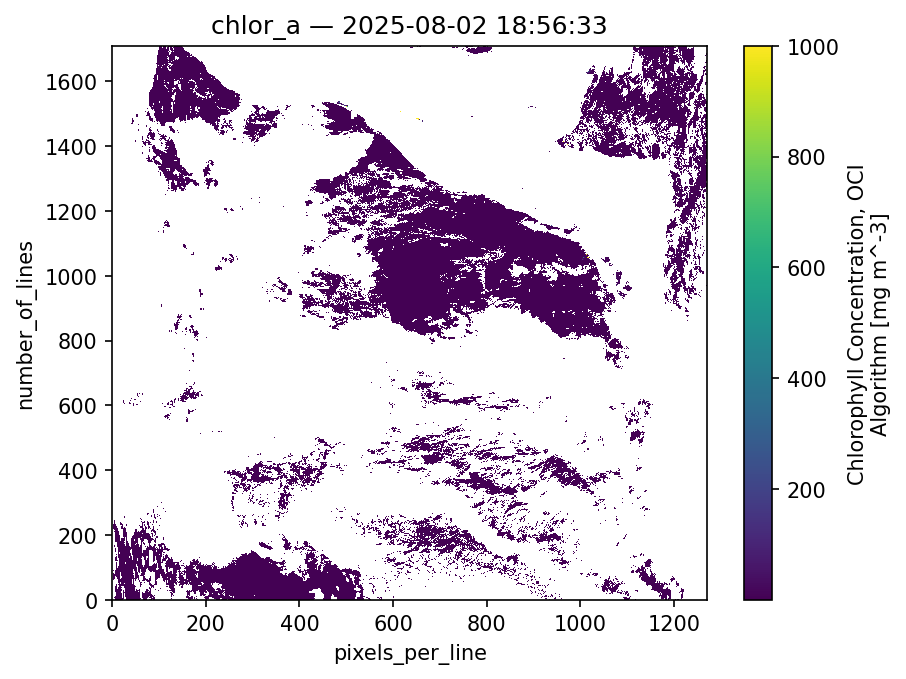 chlor_a — 2025-08-02 18:56:33
1600
1400
1200
1000
800
600
400
200
0
number_of_lines
0 200 400 600 800 1000 1200
pixels_per_line
1000
800
600
400
200
Chlorophyll Concentration, OCI
Algorithm [mg m^-3]